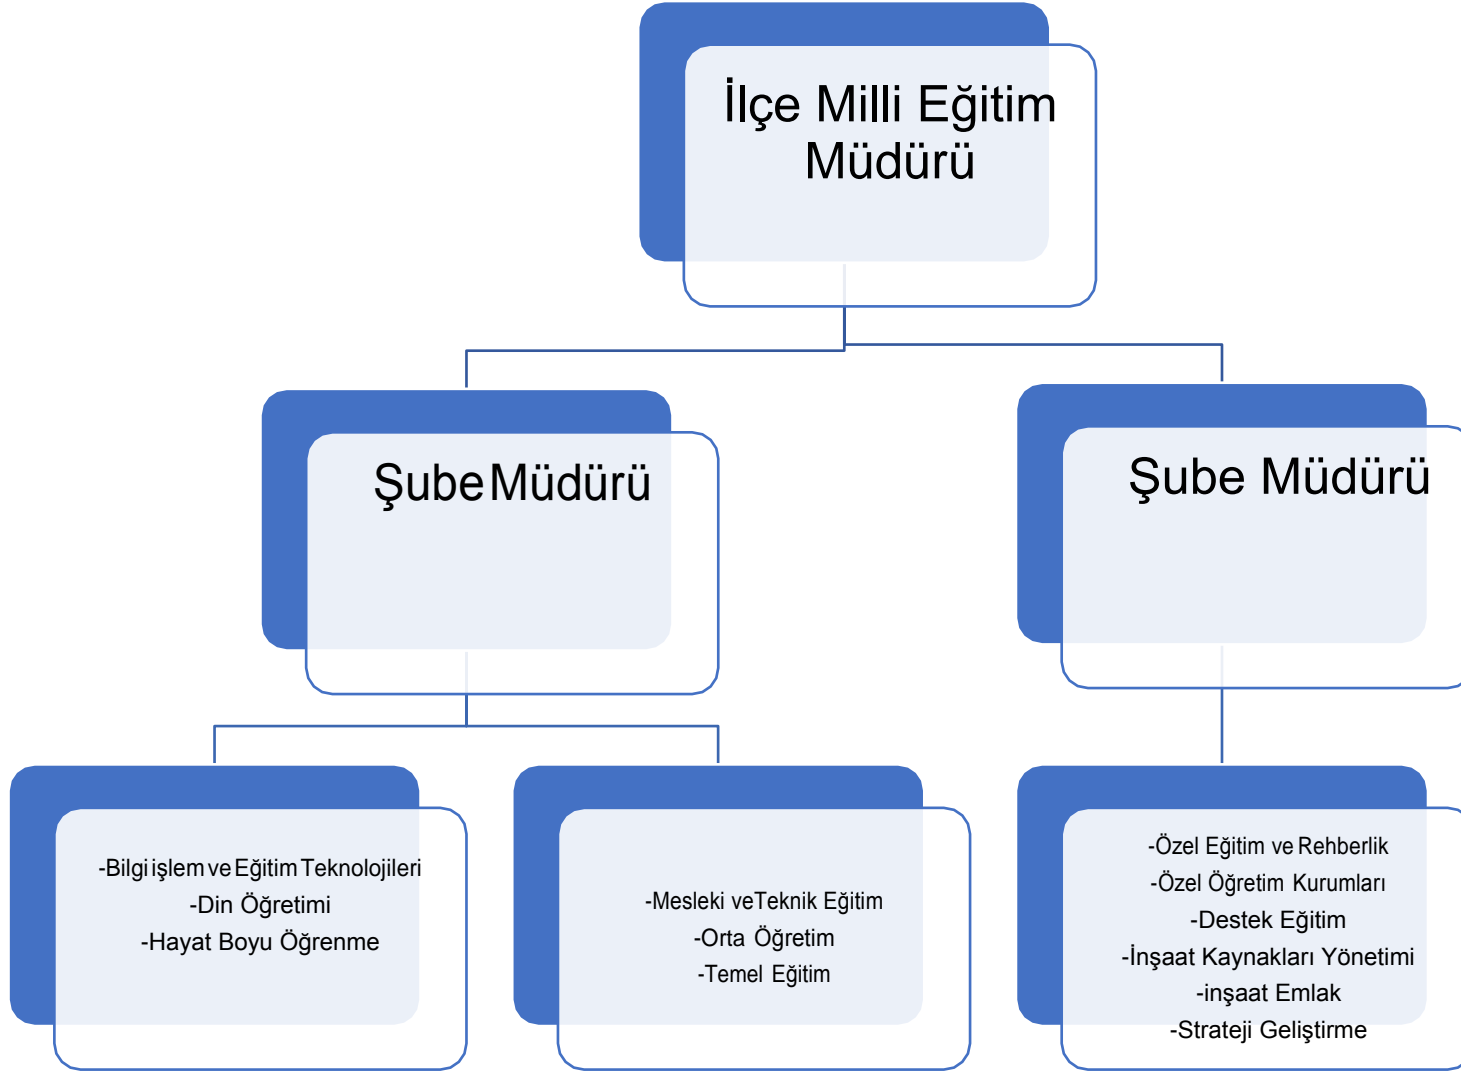 İlçe Milli Eğitim
Müdürü
Şube Müdürü
Şube Müdürü
-Bilgi işlem ve Eğitim Teknolojileri
-Din Öğretimi
-Hayat Boyu Öğrenme
-Mesleki ve Teknik Eğitim
-Orta Öğretim
-Temel Eğitim
-Özel Eğitim ve Rehberlik
-Özel Öğretim Kurumları
-Destek Eğitim
-İnşaat Kaynakları Yönetimi
-inşaat Emlak
-Strateji Geliştirme